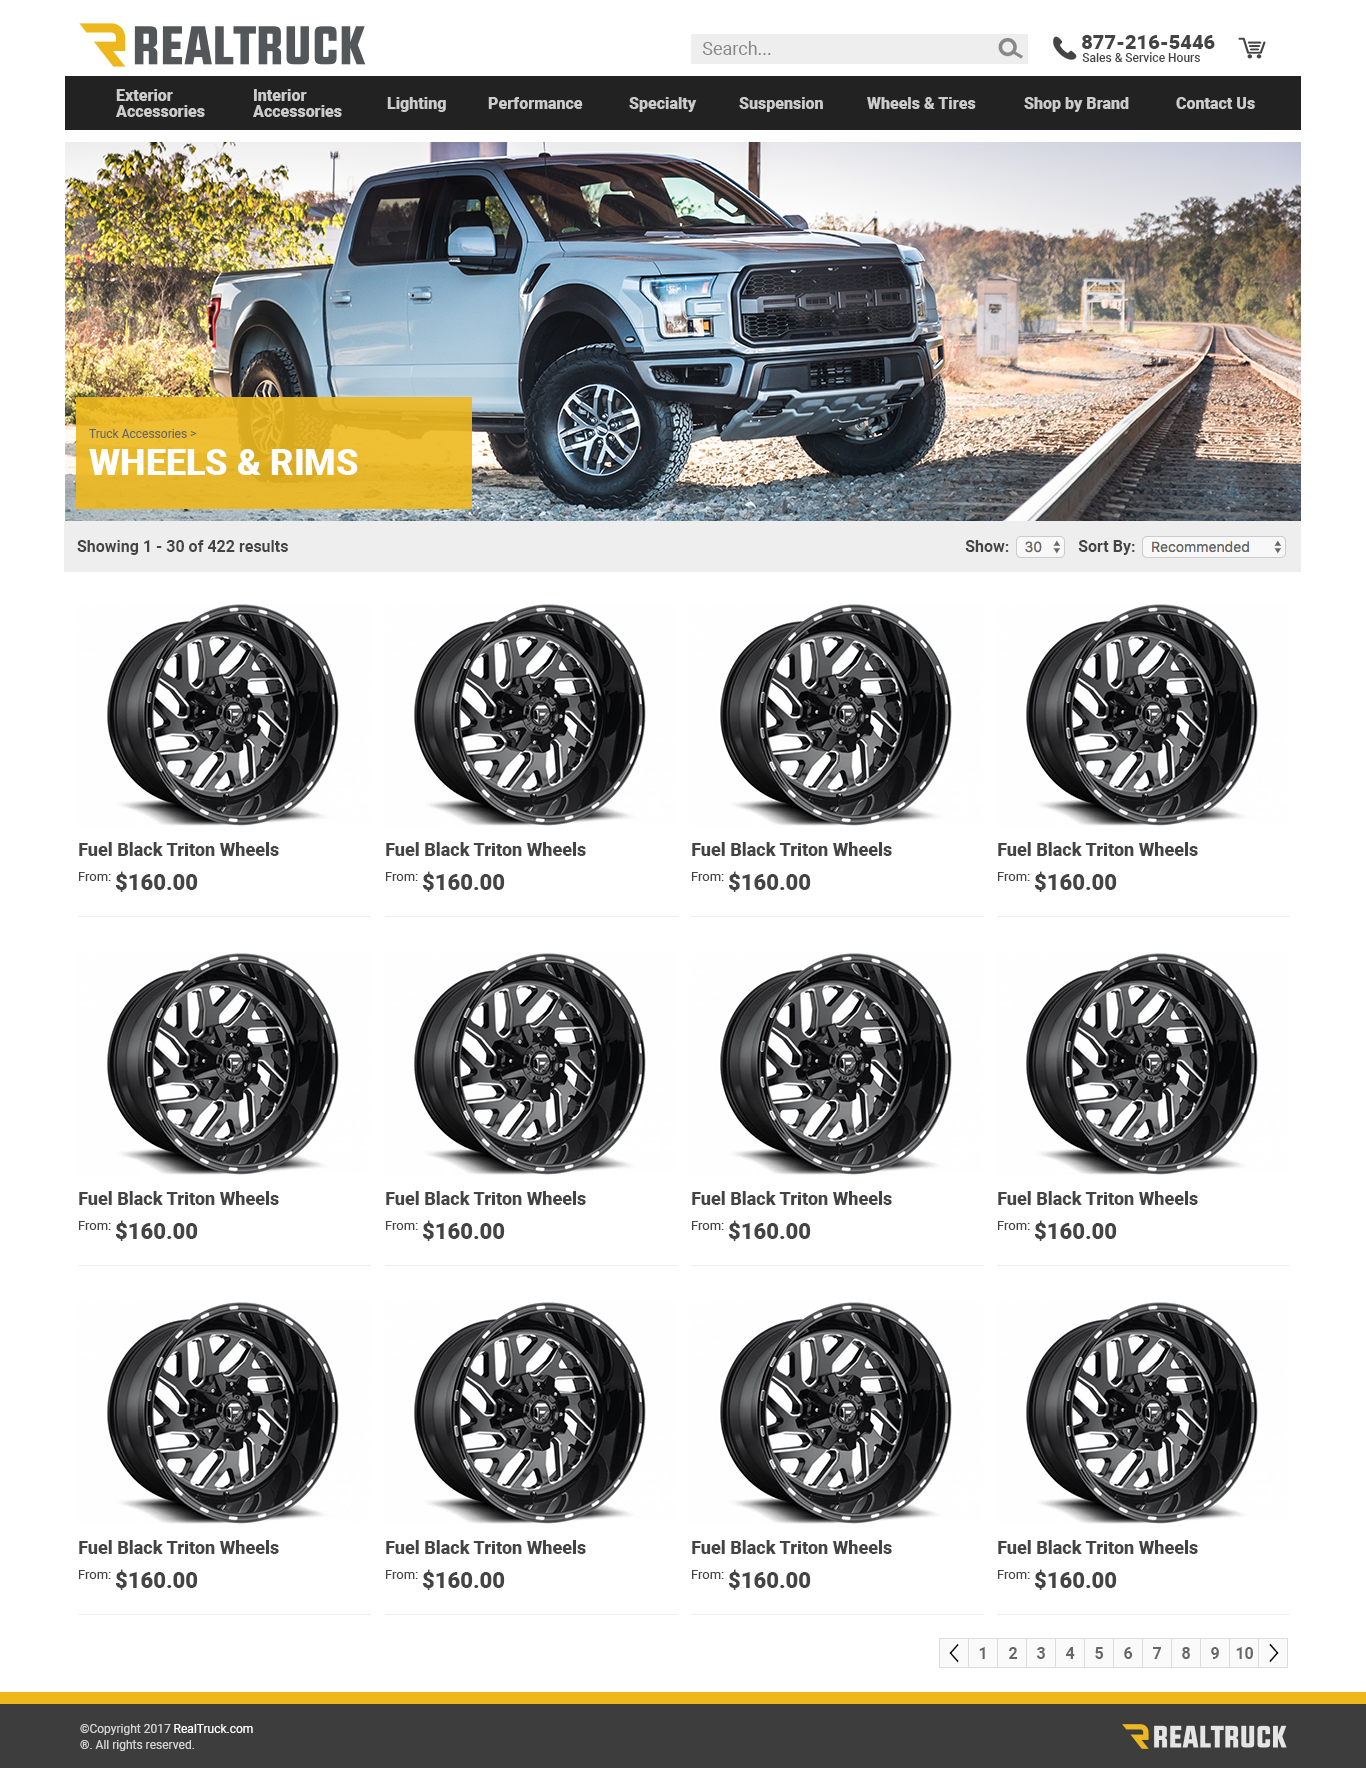 REALTRUCK
Search...
877-216-5446
Sales & Service Hours
Exterior Accessories
Interior Accessories
Lighting
Performance
Specialty
Suspension
Wheels & Tires
Shop by Brand
Contact Us
Truck Accessories >
WHEELS & RIMS
Showing 1 - 30 of 422 results
Show: 30
Sort By: Recommended
Fuel Black Triton Wheels
From: $160.00
Fuel Black Triton Wheels
From: $160.00
Fuel Black Triton Wheels
From: $160.00
Fuel Black Triton Wheels
From: $160.00
Fuel Black Triton Wheels
From: $160.00
Fuel Black Triton Wheels
From: $160.00
Fuel Black Triton Wheels
From: $160.00
Fuel Black Triton Wheels
From: $160.00
Fuel Black Triton Wheels
From: $160.00
Fuel Black Triton Wheels
From: $160.00
Fuel Black Triton Wheels
From: $160.00
Fuel Black Triton Wheels
From: $160.00
1 2 3 4 5 6 7 8 9 10
©Copyright 2017 RealTruck.com
®. All rights reserved.
REALTRUCK